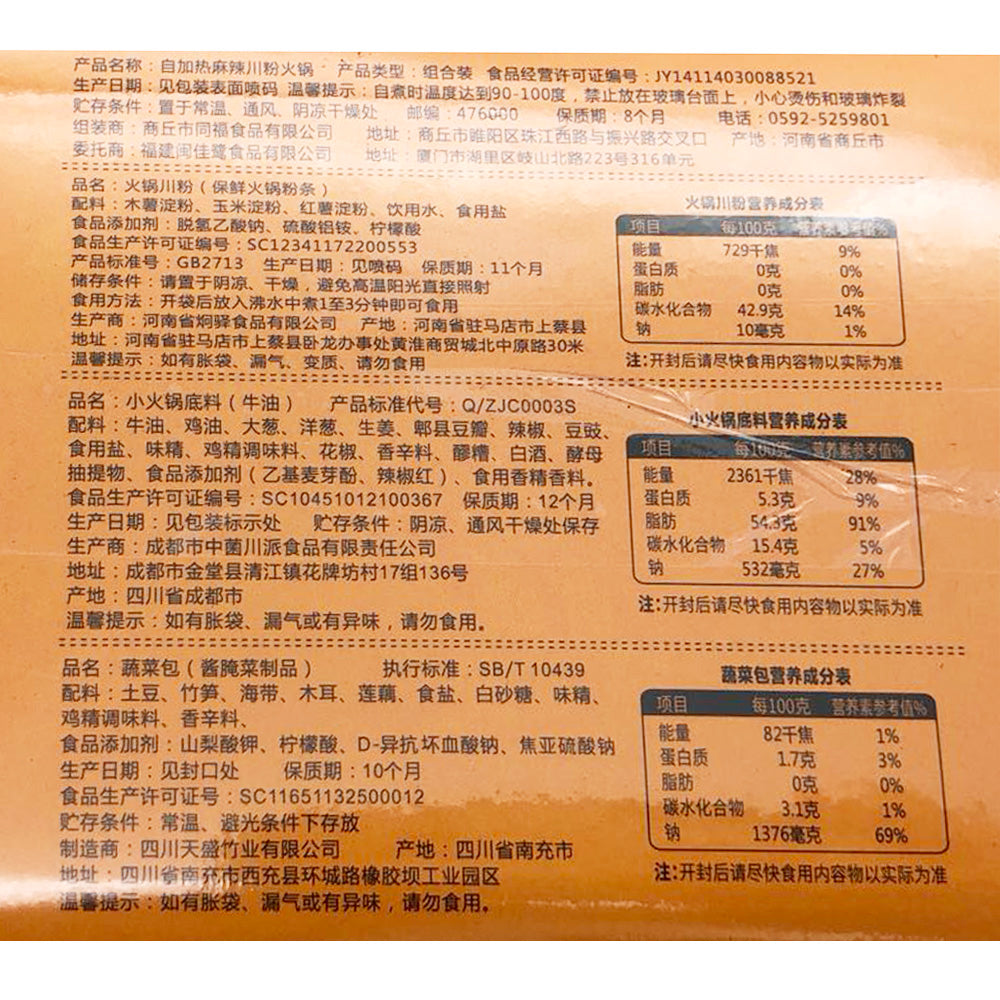 产品名称：自加热麻辣川粉火锅 产品类型：组合装 食品经营许可证编号：JY14114030088521
生产日期：见包装表面喷码 温馨提示：自煮时温度达到90-100度，禁止放在玻璃台面上，小心烫伤和玻璃炸裂
贮存条件：置于常温、通风、阴凉干燥处 邮编：476000 保质期：8个月 电话：0592-5259801
组装商：商丘市同福食品有限公司 地址：商丘市睢阳区珠江西路与振兴路交叉口 产地：河南省商丘市
委托商：福建闽佳鹭食品有限公司 地址：厦门市湖里区岐山北路223号316单元
品名：火锅川粉（保鲜火锅粉条）
配料：木薯淀粉、玉米淀粉、红薯淀粉、饮用水、食用盐
食品添加剂：脱氢乙酸钠、硫酸铝铵、柠檬酸
食品生产许可证编号：SC12341172200553
产品标准号：GB2713 生产日期：见喷码 保质期：11个月
储存条件：请置于阴凉、干燥，避免高温阳光直接照射
食用方法：开袋后放入沸水中煮1至3分钟即可食用
生产商：河南省炯驿食品有限公司 产地：河南省驻马店市上蔡县
地址：河南省驻马店市上蔡县卧龙办事处黄淮商贸城北中原路30米
温馨提示：如有胀袋、漏气、变质、请勿食用
火锅川粉营养成分表
项目 每100克 营养素参考值%
能量 729千焦 9%
蛋白质 0克 0%
脂肪 0克 0%
碳水化合物 42.9克 14%
钠 10毫克 1%
注：开封后请尽快食用内容物以实际为准
品名：小火锅底料（牛油） 产品标准代号：Q/ZJC0003S
配料：牛油、鸡油、大葱、洋葱、生姜、郫县豆瓣、辣椒、豆豉、
食用盐、味精、鸡精调味料、花椒、香辛料、醪糟、白酒、酵母
抽提物、食品添加剂（乙基麦芽酚、辣椒红）、食用香精香料。
食品生产许可证编号：SC10451012100367 保质期：12个月
生产日期：见包装标示处 贮存条件：阴凉、通风干燥处保存
生产商：成都市中菌川派食品有限责任公司
地址：成都市金堂县清江镇花牌坊村17组136号
产地：四川省成都市
温馨提示：如有胀袋、漏气或有异味，请勿食用。
小火锅底料营养成分表
项目 每100克 营养素参考值%
能量 2361千焦 28%
蛋白质 5.3克 9%
脂肪 54.3克 91%
碳水化合物 15.4克 5%
钠 532毫克 27%
注：开封后请尽快食用内容物以实际为准
品名：蔬菜包（酱腌菜制品） 执行标准：SB/T 10439
配料：土豆、竹笋、海带、木耳、莲藕、食盐、白砂糖、味精、
鸡精调味料、香辛料、
食品添加剂：山梨酸钾、柠檬酸、D-异抗坏血酸钠、焦亚硫酸钠
生产日期：见封口处 保质期：10个月
食品生产许可证号：SC11651132500012
贮存条件：常温、避光条件下存放
制造商：四川天盛竹业有限公司 产地：四川省南充市
地址：四川省南充市西充县环城路橡胶坝工业园区
温馨提示：如有胀袋、漏气或有异味，请勿食用。
蔬菜包营养成分表
项目 每100克 营养素参考值%
能量 82千焦 1%
蛋白质 1.7克 3%
脂肪 0克 0%
碳水化合物 3.1克 1%
钠 1376毫克 69%
注：开封后请尽快食用内容物以实际为准